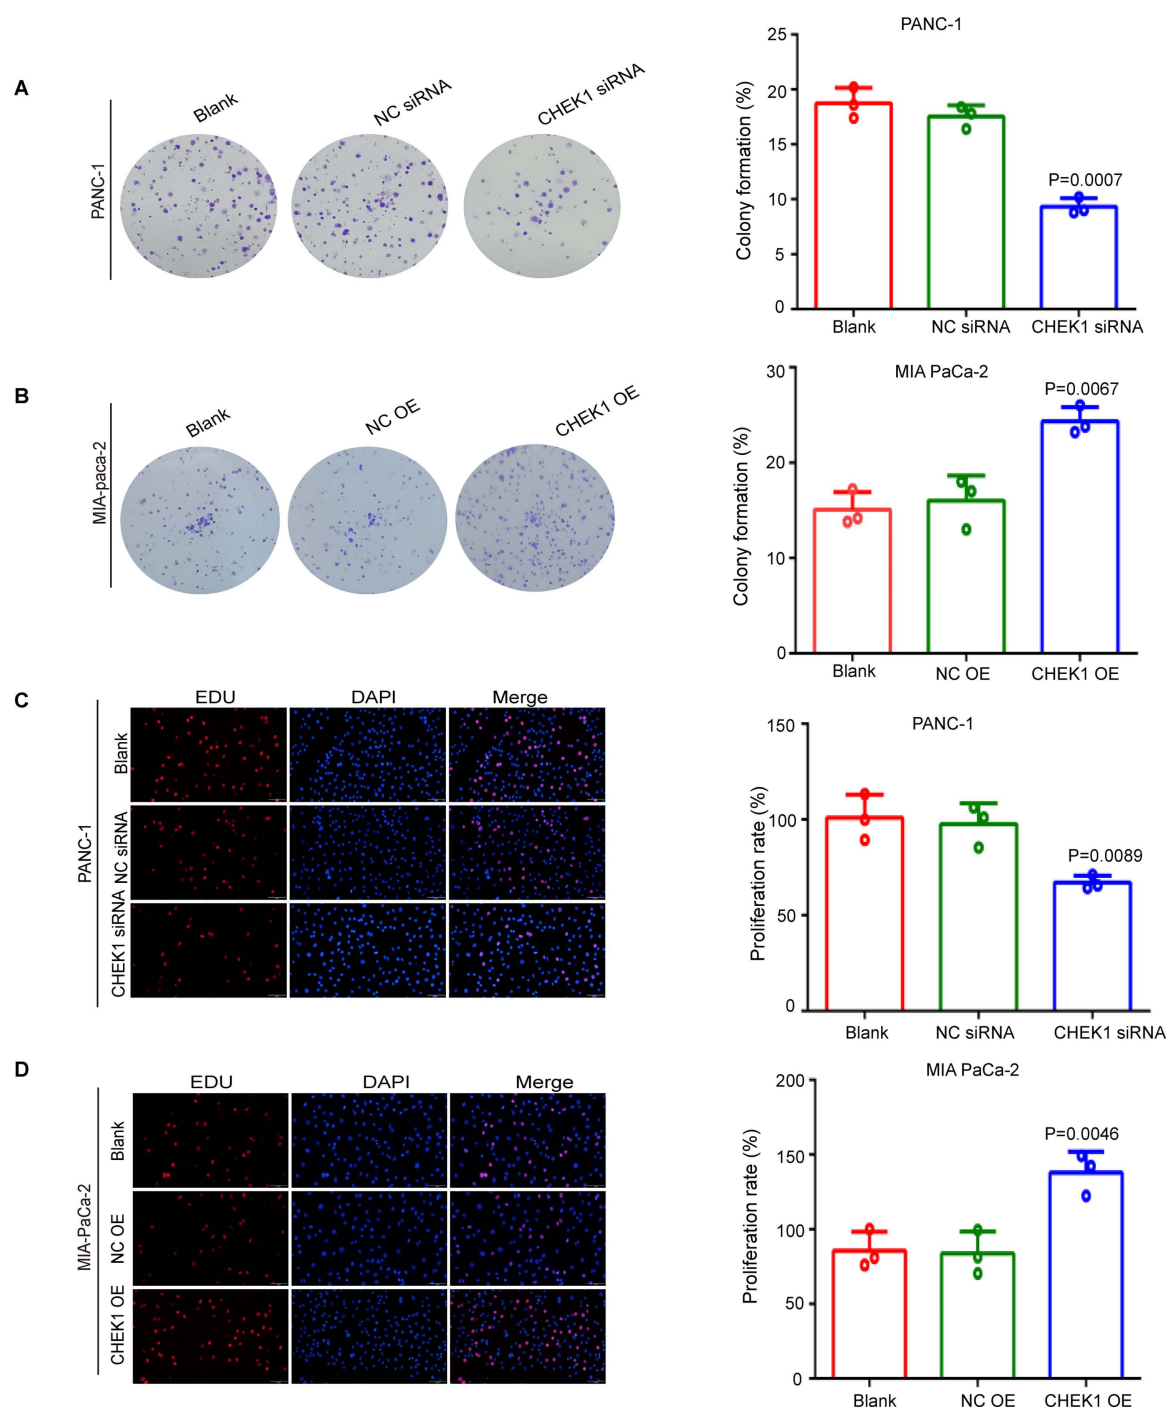 A
PANC-1
Blank
NC siRNA
CHEK1 siRNA
PANC-1
Colony formation (%)
25
20
15
10
5
0
P=0.0007
Blank
NC siRNA
CHEK1 siRNA
B
MIA-paca-2
Blank
NC OE
CHEK1 OE
MIA PaCa-2
Colony formation (%)
30
20
10
0
P=0.0067
Blank
NC OE
CHEK1 OE
C
EDU
DAPI
Merge
PANC-1
Blank
NC siRNA
CHEK1 siRNA
PANC-1
Proliferation rate (%)
150
100
50
0
P=0.0089
Blank
NC siRNA
CHEK1 siRNA
D
EDU
DAPI
Merge
MIA-PaCa-2
Blank
NC OE
CHEK1 OE
MIA PaCa-2
Proliferation rate (%)
200
150
100
50
0
P=0.0046
Blank
NC OE
CHEK1 OE